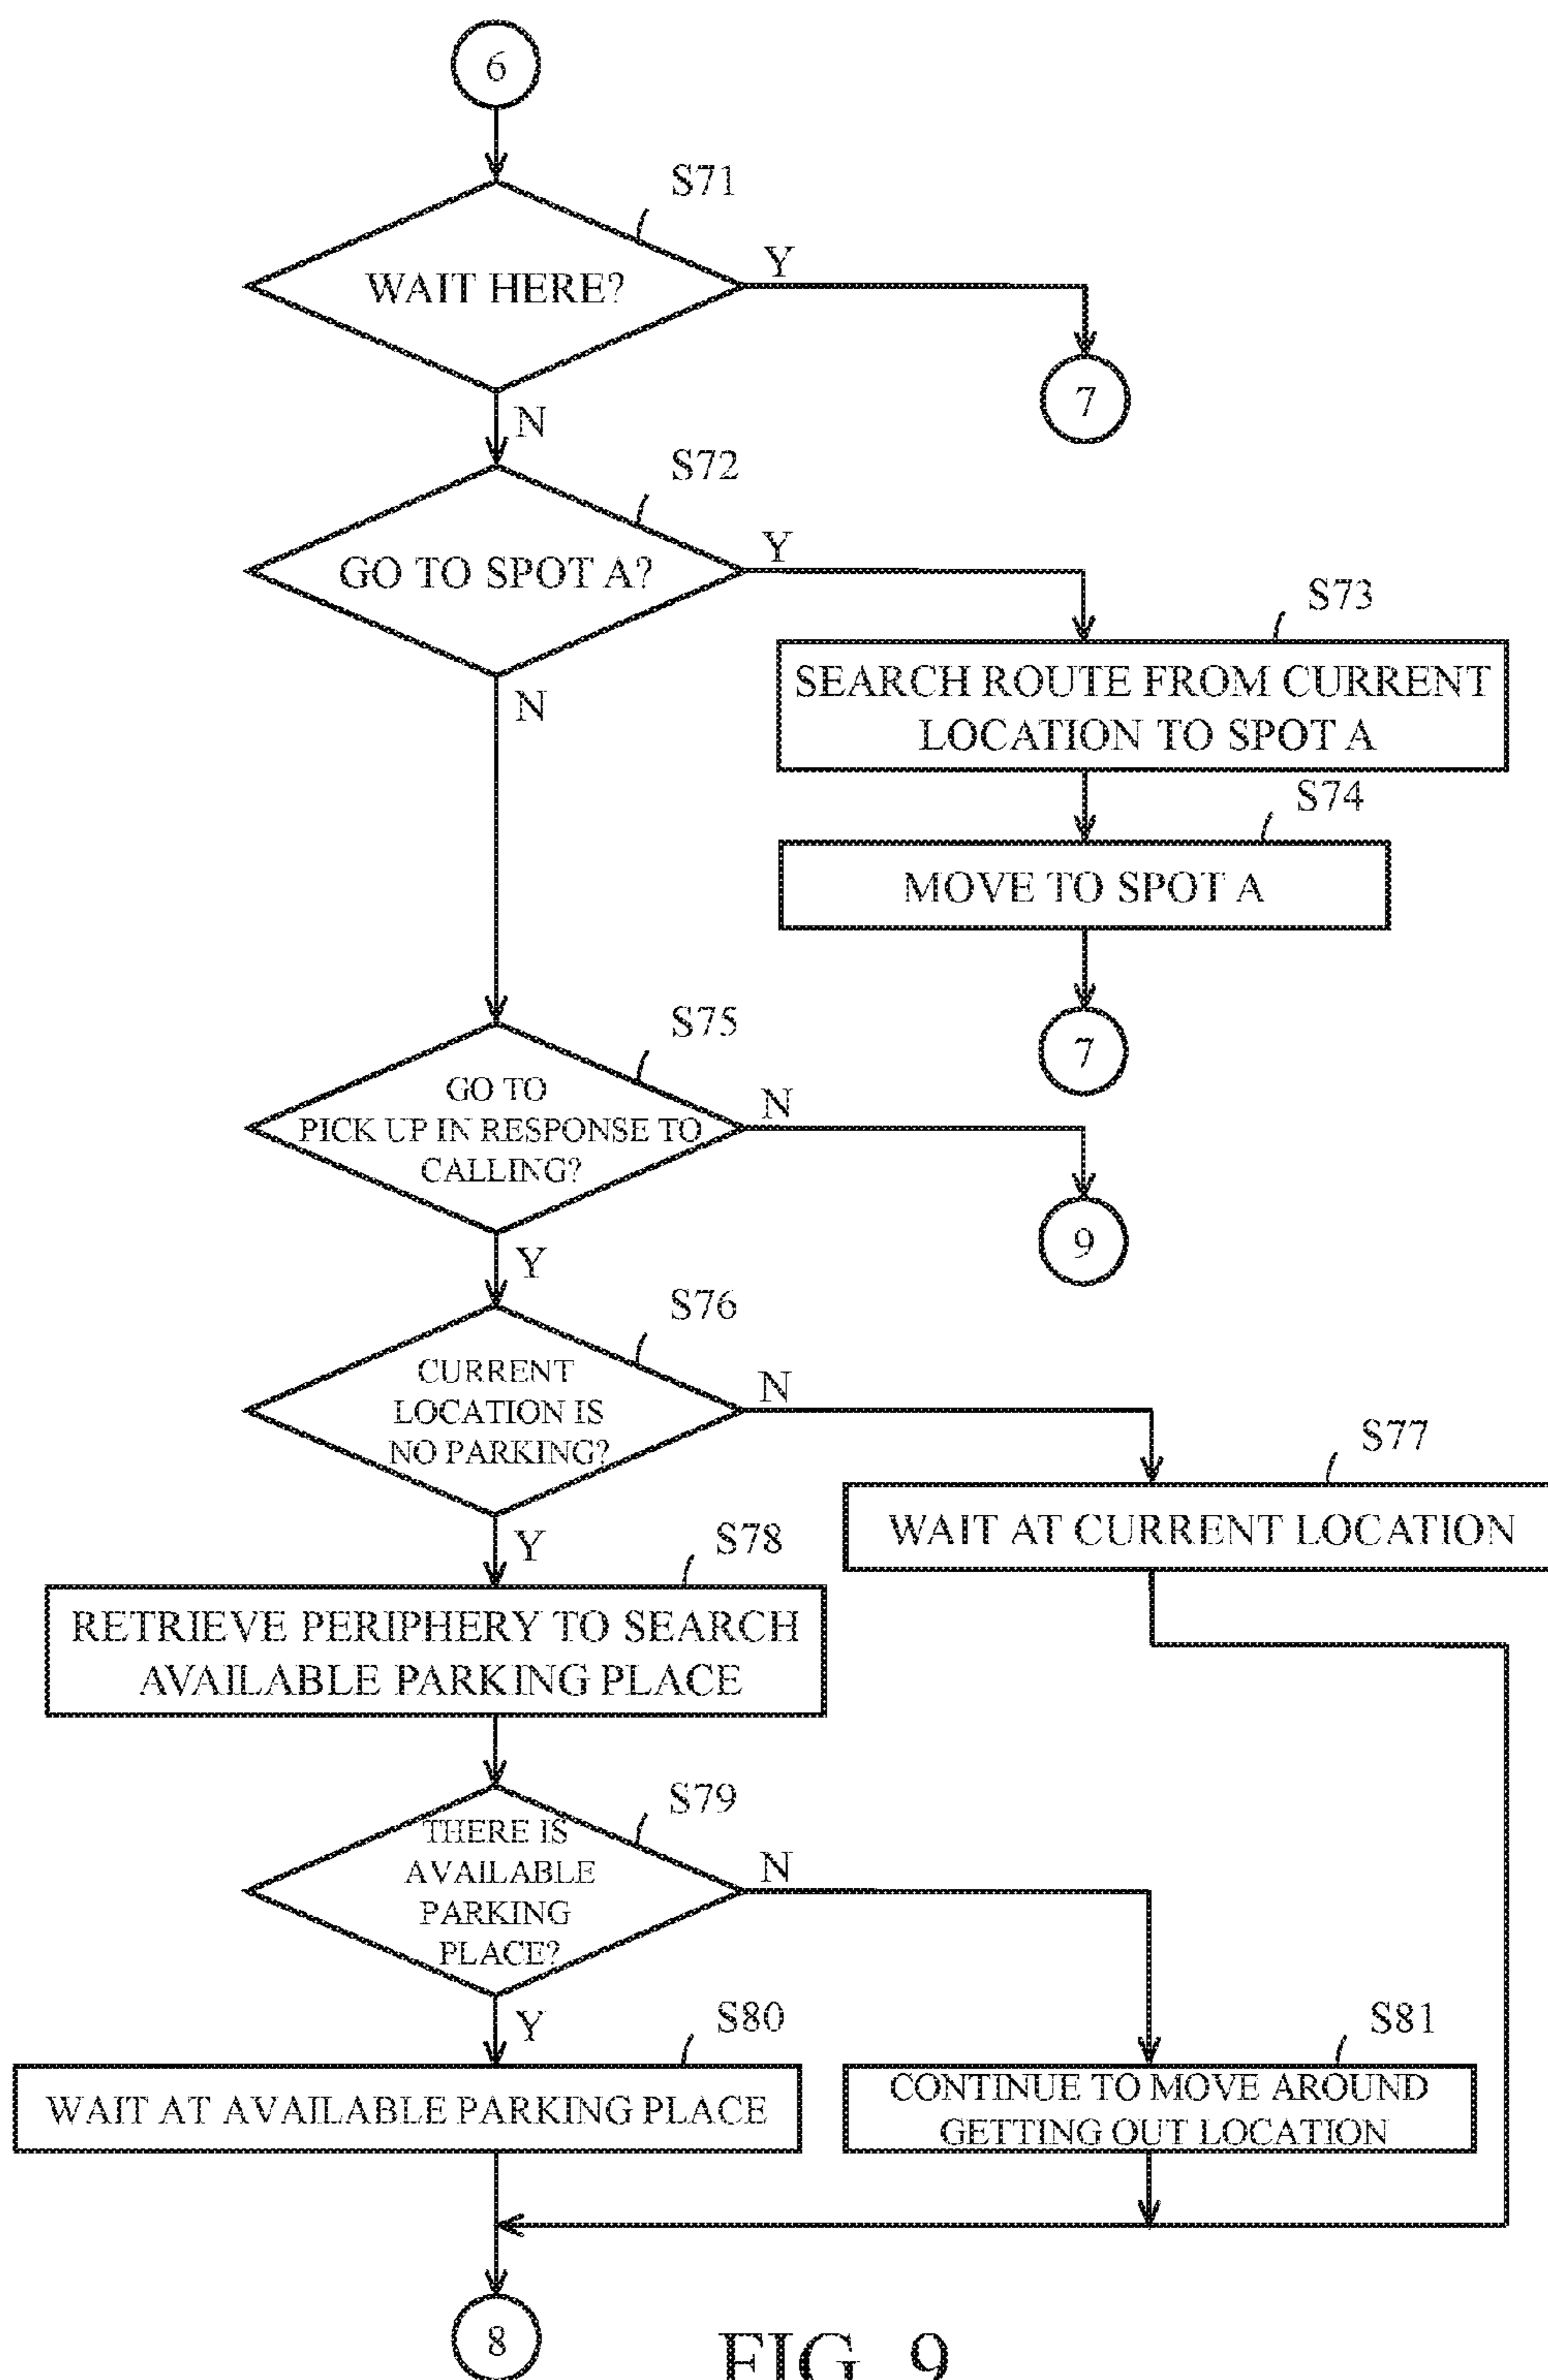 6
S71
WAIT HERE?
Y
7
N
S72
GO TO SPOT A?
Y
S73
SEARCH ROUTE FROM CURRENT
LOCATION TO SPOT A
N
S74
MOVE TO SPOT A
7
S75
GO TO
PICK UP IN RESPONSE TO
CALLING?
N
9
Y
S76
CURRENT
LOCATION IS
NO PARKING?
N
S77
WAIT AT CURRENT LOCATION
Y
S78
RETRIEVE PERIPHERY TO SEARCH
AVAILABLE PARKING PLACE
S79
THERE IS
AVAILABLE
PARKING
PLACE?
N
Y
S80
WAIT AT AVAILABLE PARKING PLACE
S81
CONTINUE TO MOVE AROUND
GETTING OUT LOCATION
8
FIG. 9